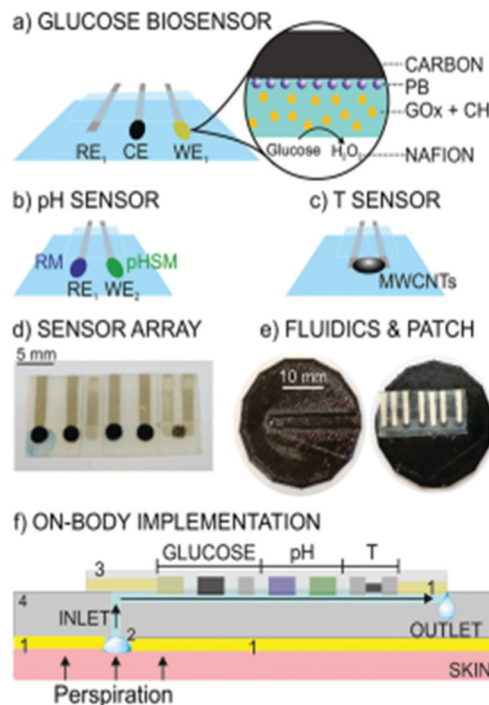 a) GLUCOSE BIOSENSOR
CARBON
PB
GOx + CH
NAFION
Glucose H₂O₂
RE₁ CE WE₁
b) pH SENSOR
c) T SENSOR
RM pHSM
RE₁ WE₂
MWCNTs
d) SENSOR ARRAY
e) FLUIDICS & PATCH
5 mm
10 mm
f) ON-BODY IMPLEMENTATION
GLUCOSE pH T
3
1
4
INLET
OUTLET
1 2 1
SKIN
Perspiration